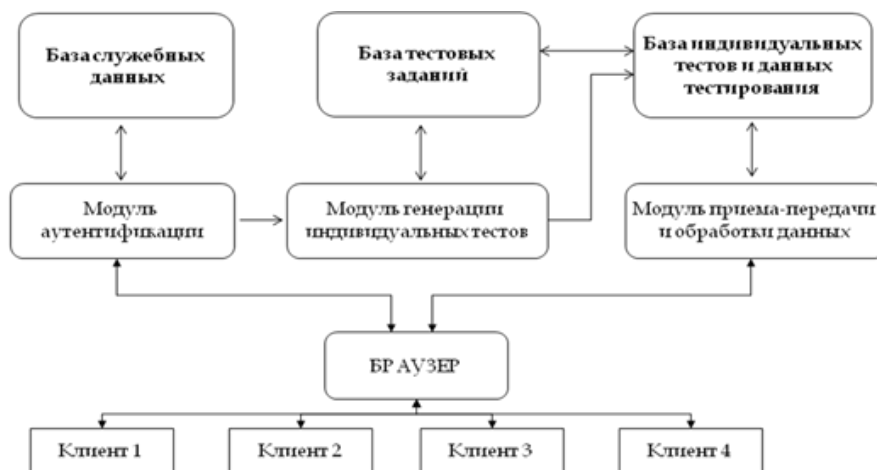 База служебных
данных
База тестовых
заданий
База индивидуальных
тестов и данных
тестирования
Модуль
аутентификации
Модуль генерации
индивидуальных тестов
Модуль приема-передачи
и обработки данных
БРАУЗЕР
Клиент 1
Клиент 2
Клиент 3
Клиент 4